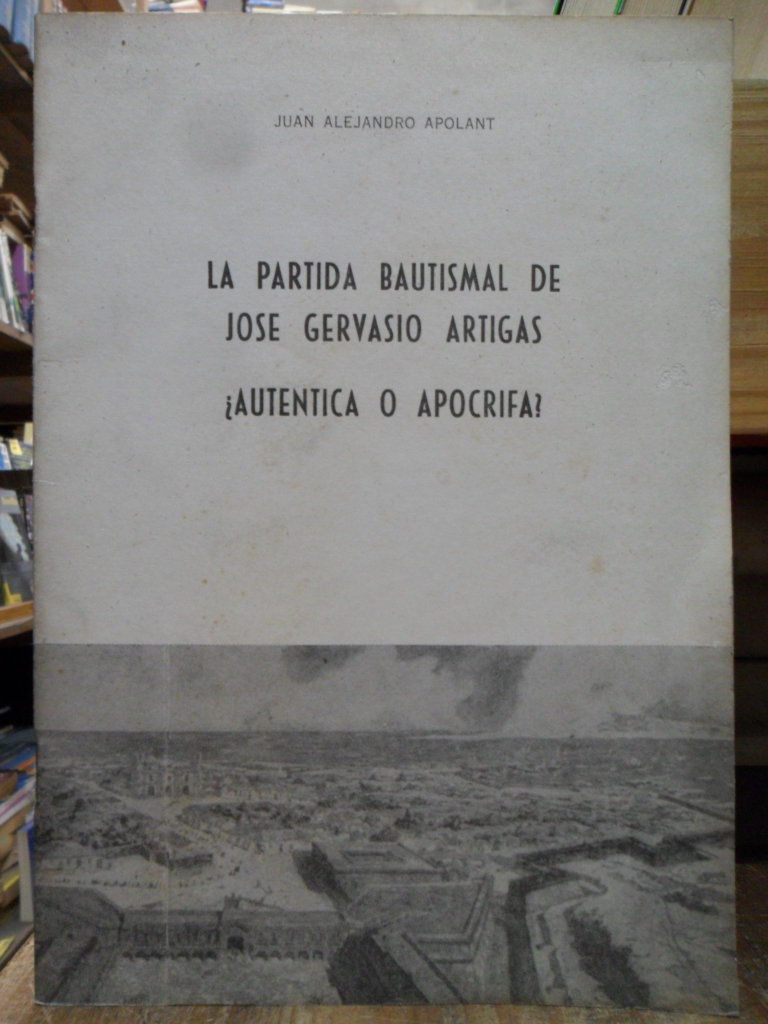 JUAN ALEJANDRO APOLANT
LA PARTIDA BAUTISMAL DE
JOSE GERVASIO ARTIGAS
¿AUTENTICA O APOCRIFA?